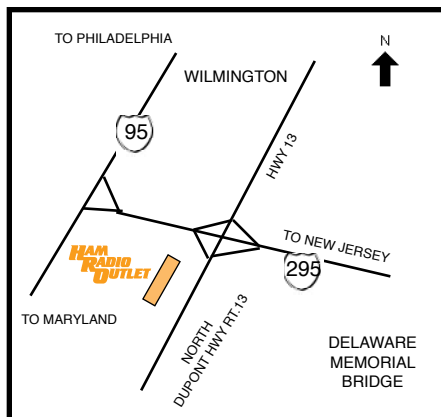 TO PHILADELPHIA
N
WILMINGTON
95
HWY 13
HAM
RADIO
OUTLET
TO NEW JERSEY
295
TO MARYLAND
NORTH
DUPONT HWY RT.13
DELAWARE
MEMORIAL
BRIDGE